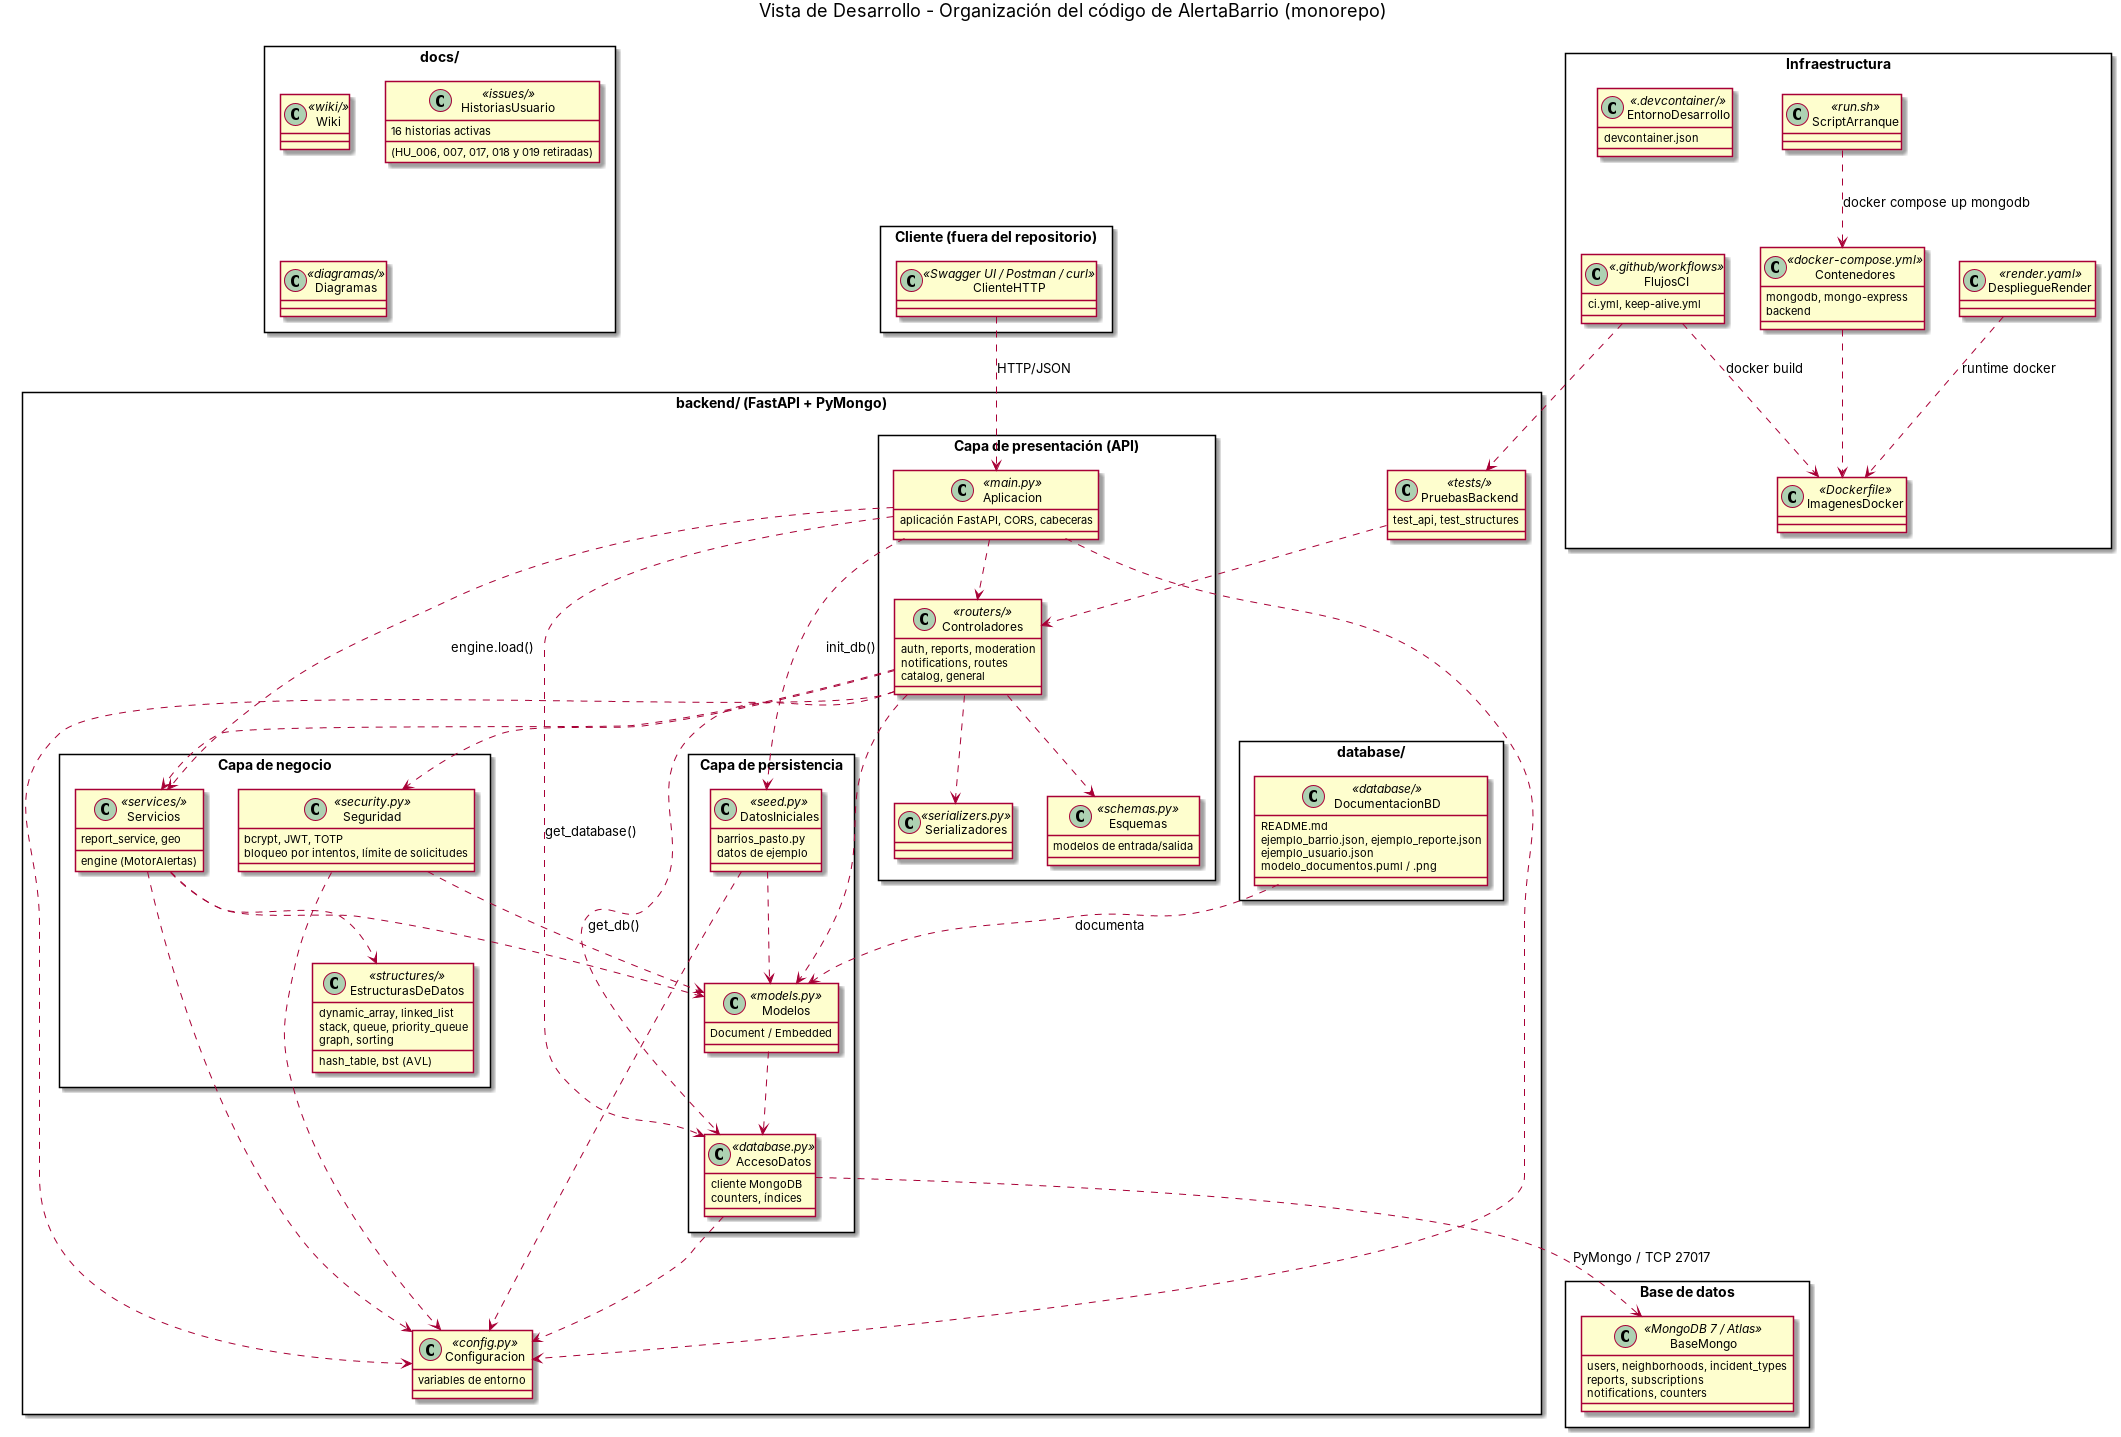 Vista de Desarrollo - Organización del código de AlertaBarrio (monorepo)
docs/
«wiki/»
Wiki
«issues/»
HistoriasUsuario
16 historias activas
(HU_006, 007, 017, 018 y 019 retiradas)
«diagramas/»
Diagramas
Cliente (fuera del repositorio)
«Swagger UI / Postman / curl»
ClienteHTTP
HTTP/JSON
Infraestructura
«.devcontainer/»
EntornoDesarrollo
devcontainer.json
«run.sh»
ScriptArranque
docker compose up mongodb
«.github/workflows»
FlujosCI
ci.yml, keep-alive.yml
«docker-compose.yml»
Contenedores
mongodb, mongo-express
backend
«render.yaml»
DespliegueRender
docker build
runtime docker
«Dockerfile»
ImagenesDocker
backend/ (FastAPI + PyMongo)
Capa de presentación (API)
«main.py»
Aplicacion
aplicación FastAPI, CORS, cabeceras
«tests/»
PruebasBackend
test_api, test_structures
«routers/»
Controladores
auth, reports, moderation
notifications, routes
catalog, general
engine.load()
init_db()
«serializers.py»
Serializadores
«schemas.py»
Esquemas
modelos de entrada/salida
Capa de negocio
«services/»
Servicios
report_service, geo
engine (MotorAlertas)
«security.py»
Seguridad
bcrypt, JWT, TOTP
bloqueo por intentos, límite de solicitudes
get_database()
Capa de persistencia
«seed.py»
DatosIniciales
barrios_pasto.py
datos de ejemplo
database/
«database/»
DocumentacionBD
README.md
ejemplo_barrio.json, ejemplo_reporte.json
ejemplo_usuario.json
modelo_documentos.puml / .png
get_db()
documenta
«structures/»
EstructurasDeDatos
dynamic_array, linked_list
stack, queue, priority_queue
graph, sorting
hash_table, bst (AVL)
«models.py»
Modelos
Document / Embedded
«database.py»
AccesoDatos
cliente MongoDB
counters, índices
PyMongo / TCP 27017
«config.py»
Configuracion
variables de entorno
Base de datos
«MongoDB 7 / Atlas»
BaseMongo
users, neighborhoods, incident_types
reports, subscriptions
notifications, counters